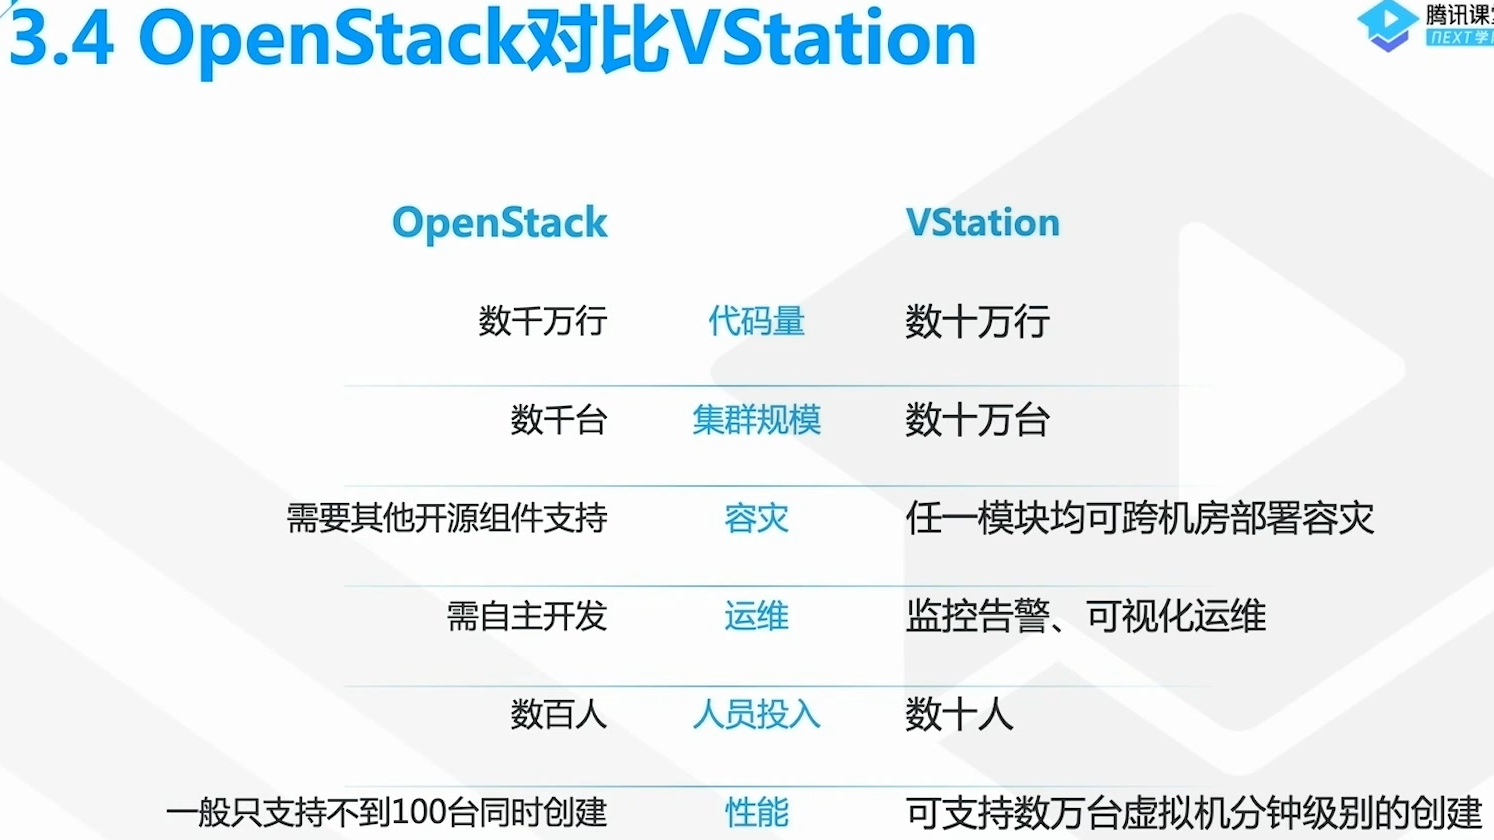 3.4 OpenStack对比VStation
腾讯课堂
NEXT学院
OpenStack VStation
数千万行 代码量 数十万行
数千台 集群规模 数十万台
需要其他开源组件支持 容灾 任一模块均可跨机房部署容灾
需自主开发 运维 监控告警、可视化运维
数百人 人员投入 数十人
一般只支持不到100台同时创建 性能 可支持数万台虚拟机分钟级别的创建